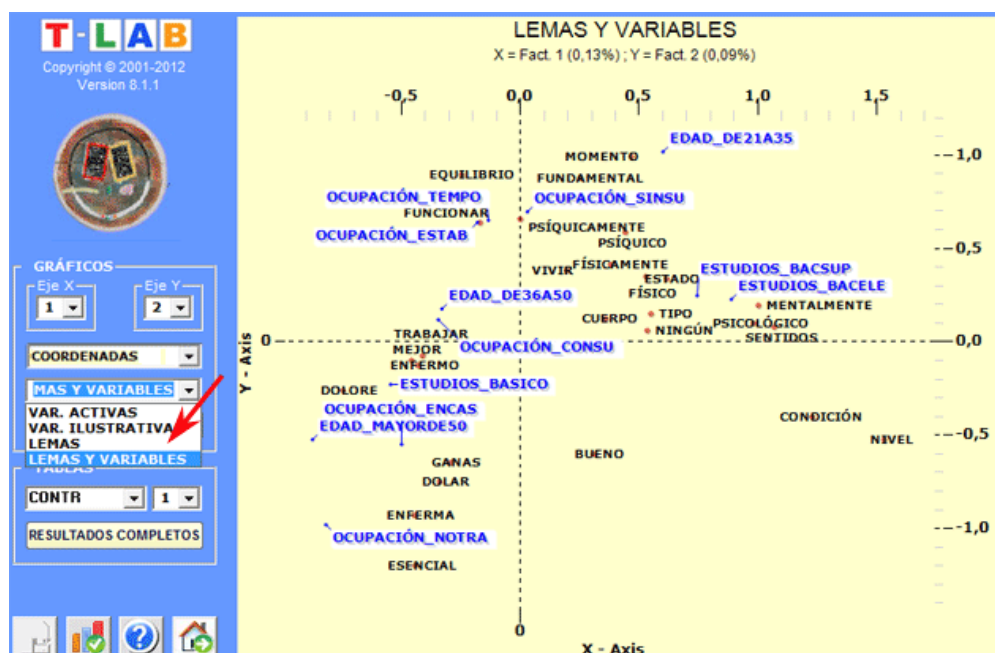 T-LAB
Copyright © 2001-2012
Version 8.1.1
GRÁFICOS
Eje X
Eje Y
1
2
COORDENADAS
MAS Y VARIABLES
VAR. ACTIVAS
VAR. ILUSTRATIVA
LEMAS
LEMAS Y VARIABLES
TABLAS
CONTR
1
RESULTADOS COMPLETOS
LEMAS Y VARIABLES
X = Fact. 1 (0,13%) ; Y = Fact. 2 (0,09%)
-0,5 0,0 0,5 1,0 1,5
EDAD_DE21A35
MOMENTO
1,0
EQUILIBRIO
FUNDAMENTAL
OCUPACIÓN_TEMPO
OCUPACIÓN_SINSU
FUNCIONAR
PSÍQUICAMENTE
OCUPACIÓN_ESTAB
PSÍQUICO
0,5
VIVIR
FÍSICAMENTE
ESTUDIOS_BACSUP
ESTADO
ESTUDIOS_BACELE
EDAD_DE36A50
FÍSICO
MENTALMENTE
CUERPO
TIPO
PSICOLÓGICO
TRABAJAR
NINGÚN
SENTIDOS
0
0,0
OCUPACIÓN_CONSU
MEJOR
ENFERMO
Y - Axis
DOLORE
ESTUDIOS_BASICO
OCUPACIÓN_ENCAS
CONDICIÓN
EDAD_MAYORDE50
NIVEL
-0,5
GANAS
BUENO
DOLAR
ENFERMA
-1,0
OCUPACIÓN_NOTRA
ESENCIAL
0
X - Axis